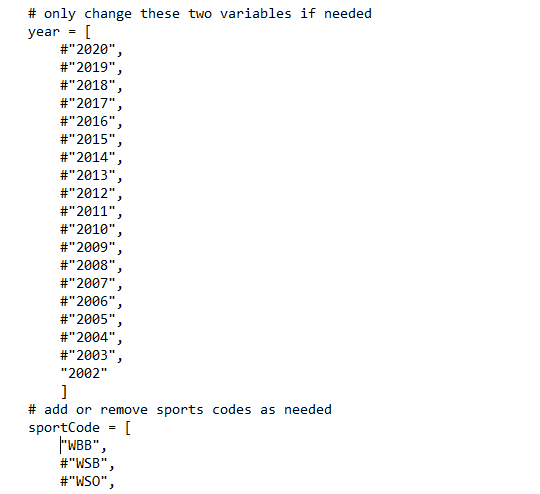 # only change these two variables if needed
year = [
#"2020",
#"2019",
#"2018",
#"2017",
#"2016",
#"2015",
#"2014",
#"2013",
#"2012",
#"2011",
#"2010",
#"2009",
#"2008",
#"2007",
#"2006",
#"2005",
#"2004",
#"2003",
"2002"
]
# add or remove sports codes as needed
sportCode = [
"WBB",
#"WSB",
#"WSO",